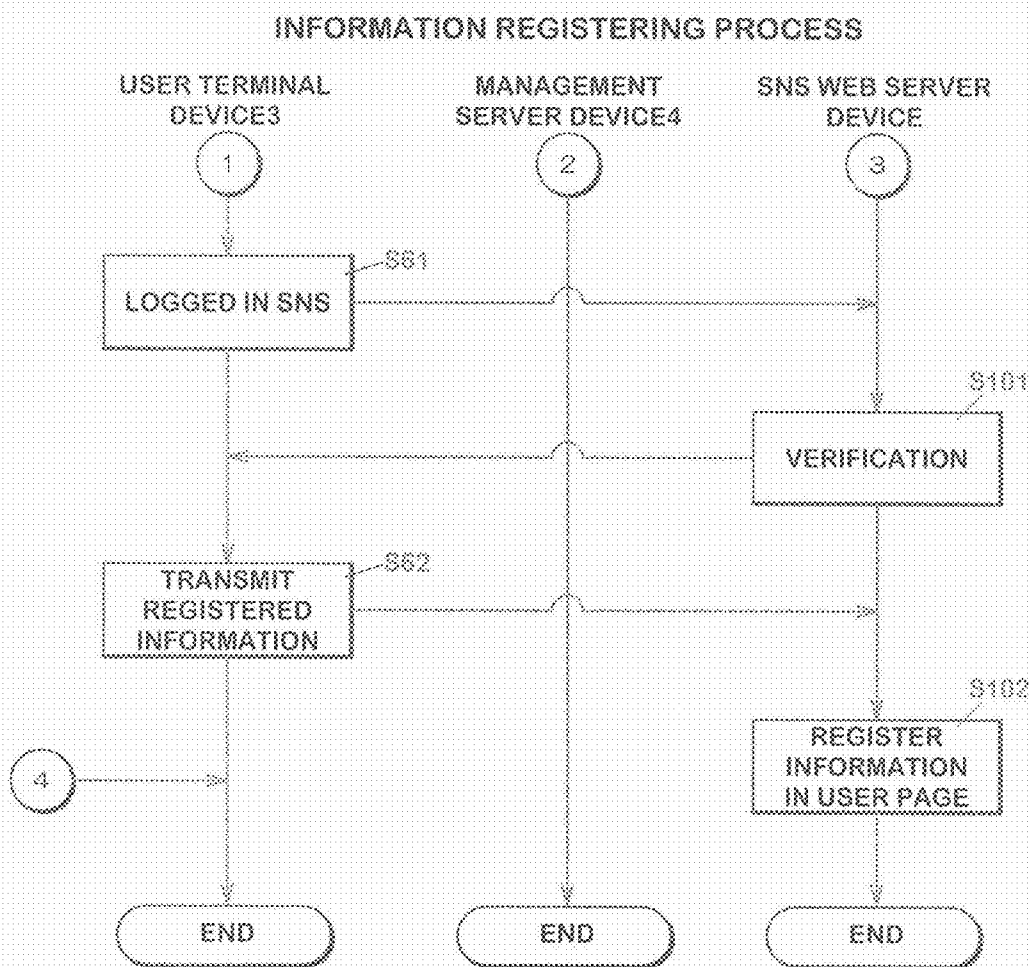 INFORMATION REGISTERING PROCESS
USER TERMINAL
DEVICE3
MANAGEMENT
SERVER DEVICE4
SNS WEB SERVER
DEVICE
1
2
3
S61
LOGGED IN SNS
S101
VERIFICATION
S62
TRANSMIT
REGISTERED
INFORMATION
S102
REGISTER
INFORMATION
IN USER PAGE
4
END
END
END